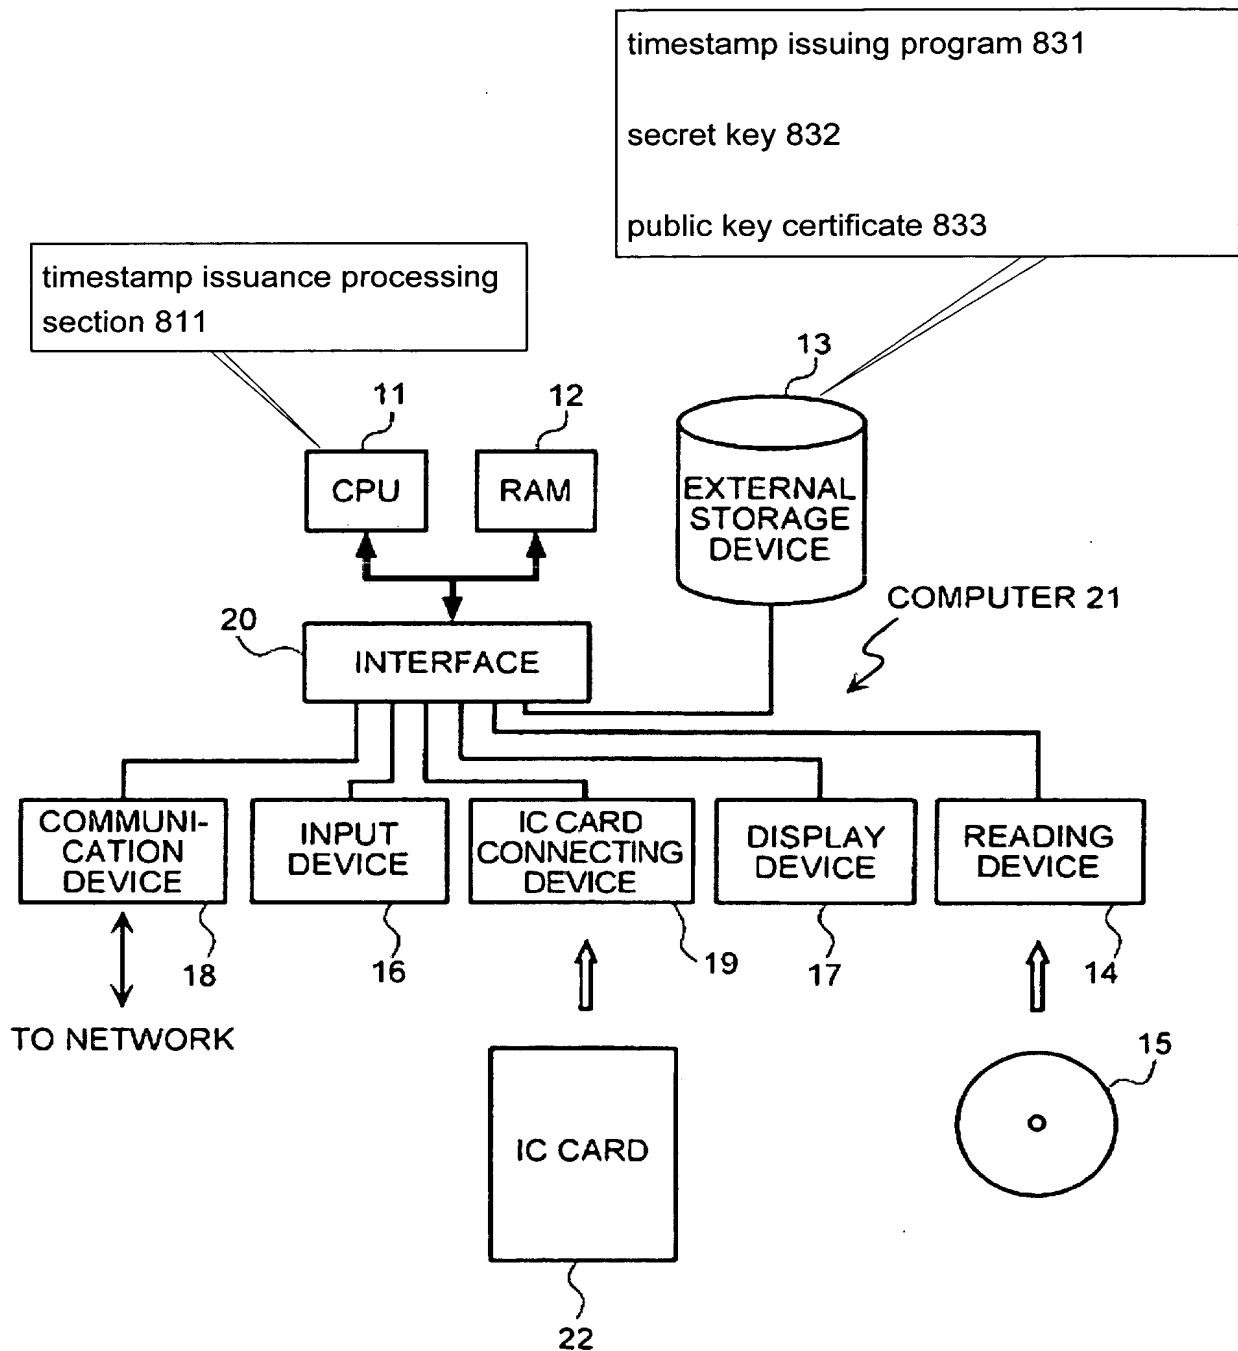 timestamp issuing program 831
secret key 832
public key certificate 833
timestamp issuance processing
section 811
13
11
12
CPU
RAM
EXTERNAL
STORAGE
DEVICE
COMPUTER 21
20
INTERFACE
COMMUNI-
CATION
DEVICE
INPUT
DEVICE
IC CARD
CONNECTING
DEVICE
DISPLAY
DEVICE
READING
DEVICE
18
16
19
17
14
TO NETWORK
15
IC CARD
22